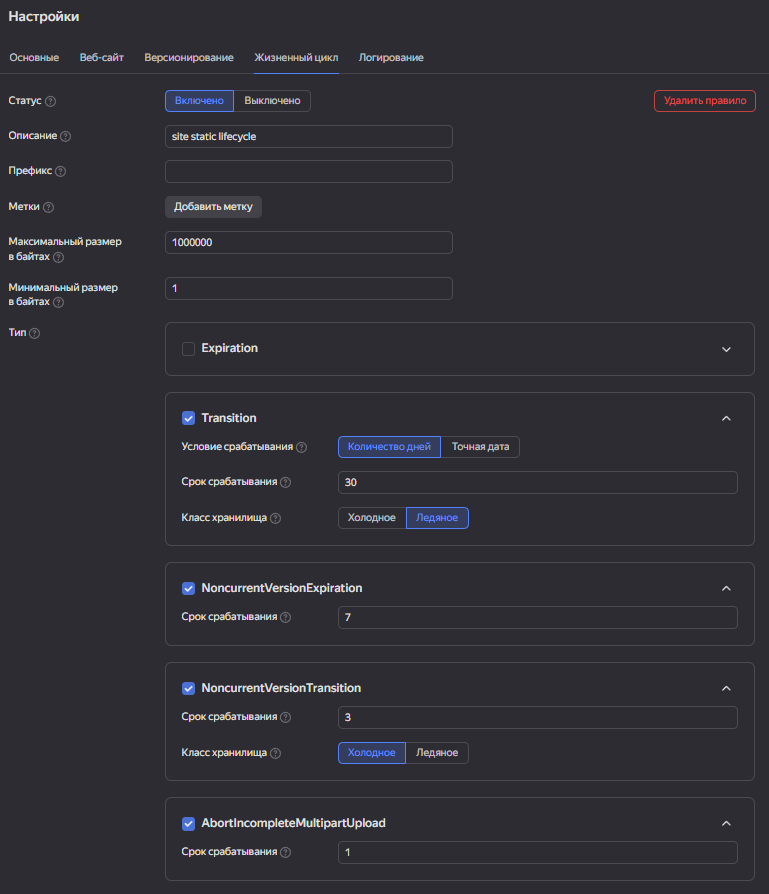 Настройки
Основные Веб-сайт Версионирование Жизненный цикл Логирование
Статус Включено Выключено Удалить правило
Описание site static lifecycle
Префикс
Метки Добавить метку
Максимальный размер
в байтах 1000000
Минимальный размер
в байтах 1
Тип
Expiration
Transition
Условие срабатывания Количество дней Точная дата
Срок срабатывания 30
Класс хранилища Холодное Ледяное
NoncurrentVersionExpiration
Срок срабатывания 7
NoncurrentVersionTransition
Срок срабатывания 3
Класс хранилища Холодное Ледяное
AbortIncompleteMultipartUpload
Срок срабатывания 1